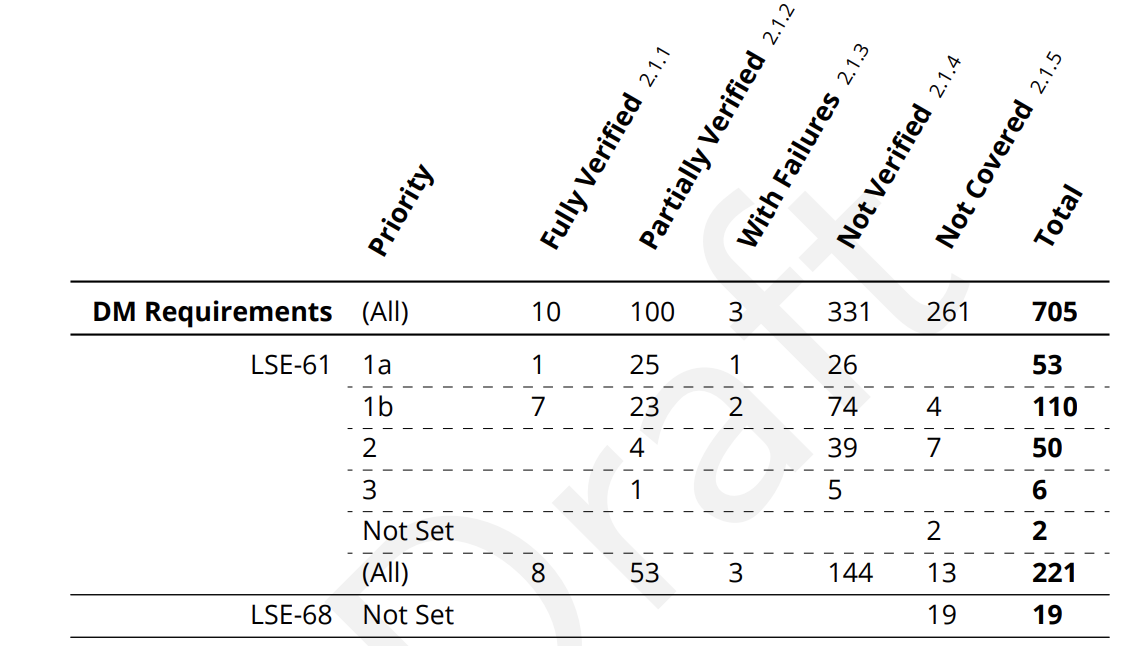 Priority Fully Verified 2.1.1 Partially Verified 2.1.2 With Failures 2.1.3 Not Verified 2.1.4 Not Covered 2.1.5 Total
DM Requirements (All) 10 100 3 331 261 705
LSE-61 1a 1 25 1 26 53
1b 7 23 2 74 4 110
2 4 39 7 50
3 1 5 6
Not Set 2 2
(All) 8 53 3 144 13 221
LSE-68 Not Set 19 19
Draft